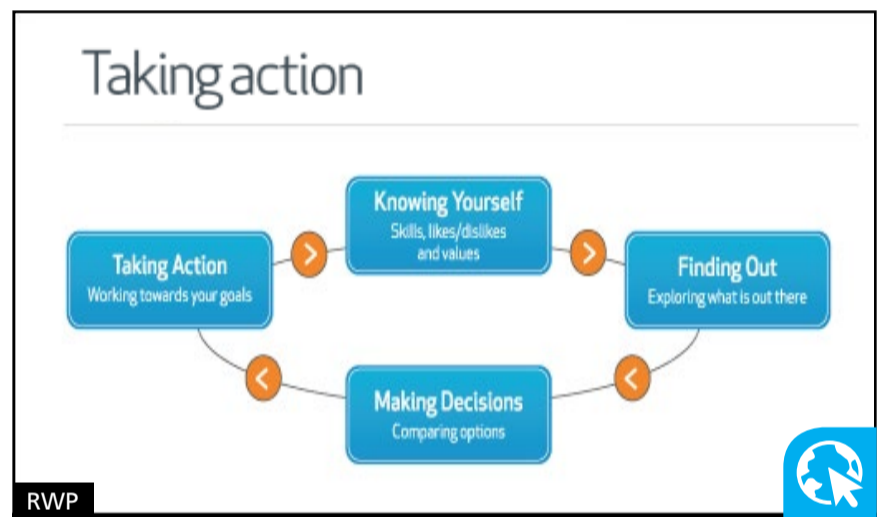 Taking action
Knowing Yourself
Skills, likes/dislikes
and values
Taking Action
Working towards your goals
Finding Out
Exploring what is out there
Making Decisions
Comparing options
RWP